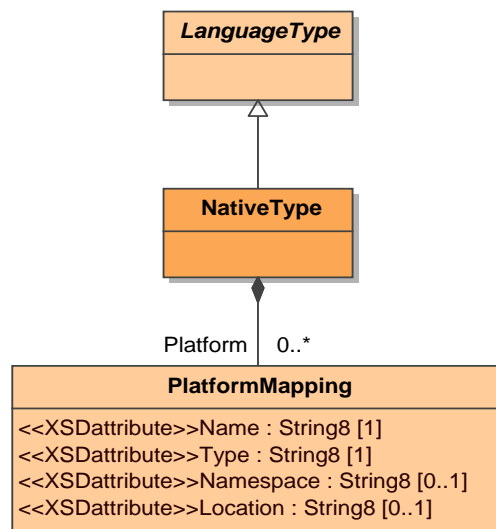 LanguageType
NativeType
Platform 0..*
PlatformMapping
<<XSDattribute>>Name : String8 [1]
<<XSDattribute>>Type : String8 [1]
<<XSDattribute>>Namespace : String8 [0..1]
<<XSDattribute>>Location : String8 [0..1]